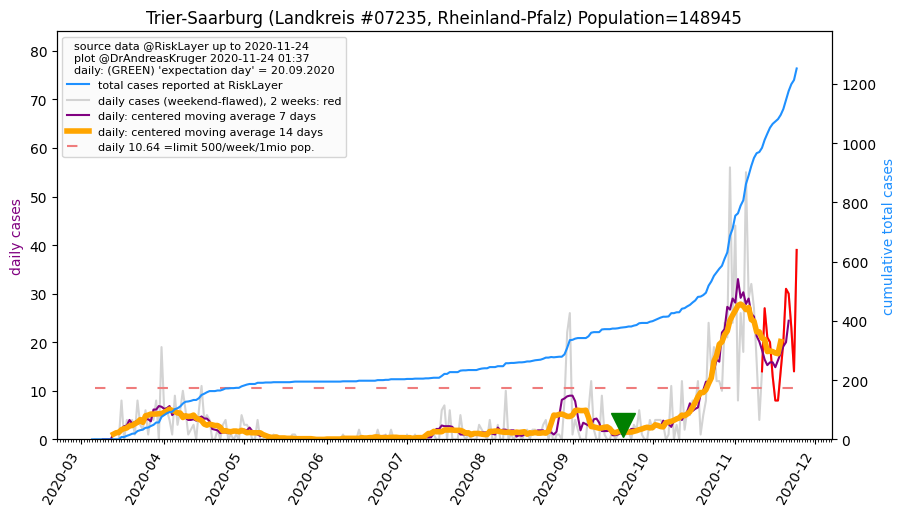 Trier-Saarburg (Landkreis #07235, Rheinland-Pfalz) Population=148945
source data @RiskLayer up to 2020-11-24
plot @DrAndreasKruger 2020-11-24 01:37
daily: (GREEN) 'expectation day' = 20.09.2020
total cases reported at RiskLayer
daily cases (weekend-flawed), 2 weeks: red
daily: centered moving average 7 days
daily: centered moving average 14 days
daily 10.64 =limit 500/week/1mio pop.
daily cases
80
70
60
50
40
30
20
10
0
cumulative total cases
1200
1000
800
600
400
200
0
2020-03
2020-04
2020-05
2020-06
2020-07
2020-08
2020-09
2020-10
2020-11
2020-12